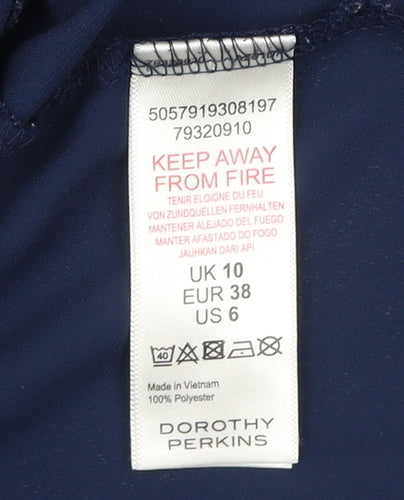 5057919308197
79320910
KEEP AWAY
FROM FIRE
TENIR ELOIGNE DU FEU
VON ZUNDQUELLEN FERNHALTEN
MANTENER ALEJADO DEL FUEGO
MANTER AFASTADO DO FOGO
JAUHKAN DARI API
UK 10
EUR 38
US 6
40
Made in Vietnam
100% Polyester
DOROTHY
PERKINS